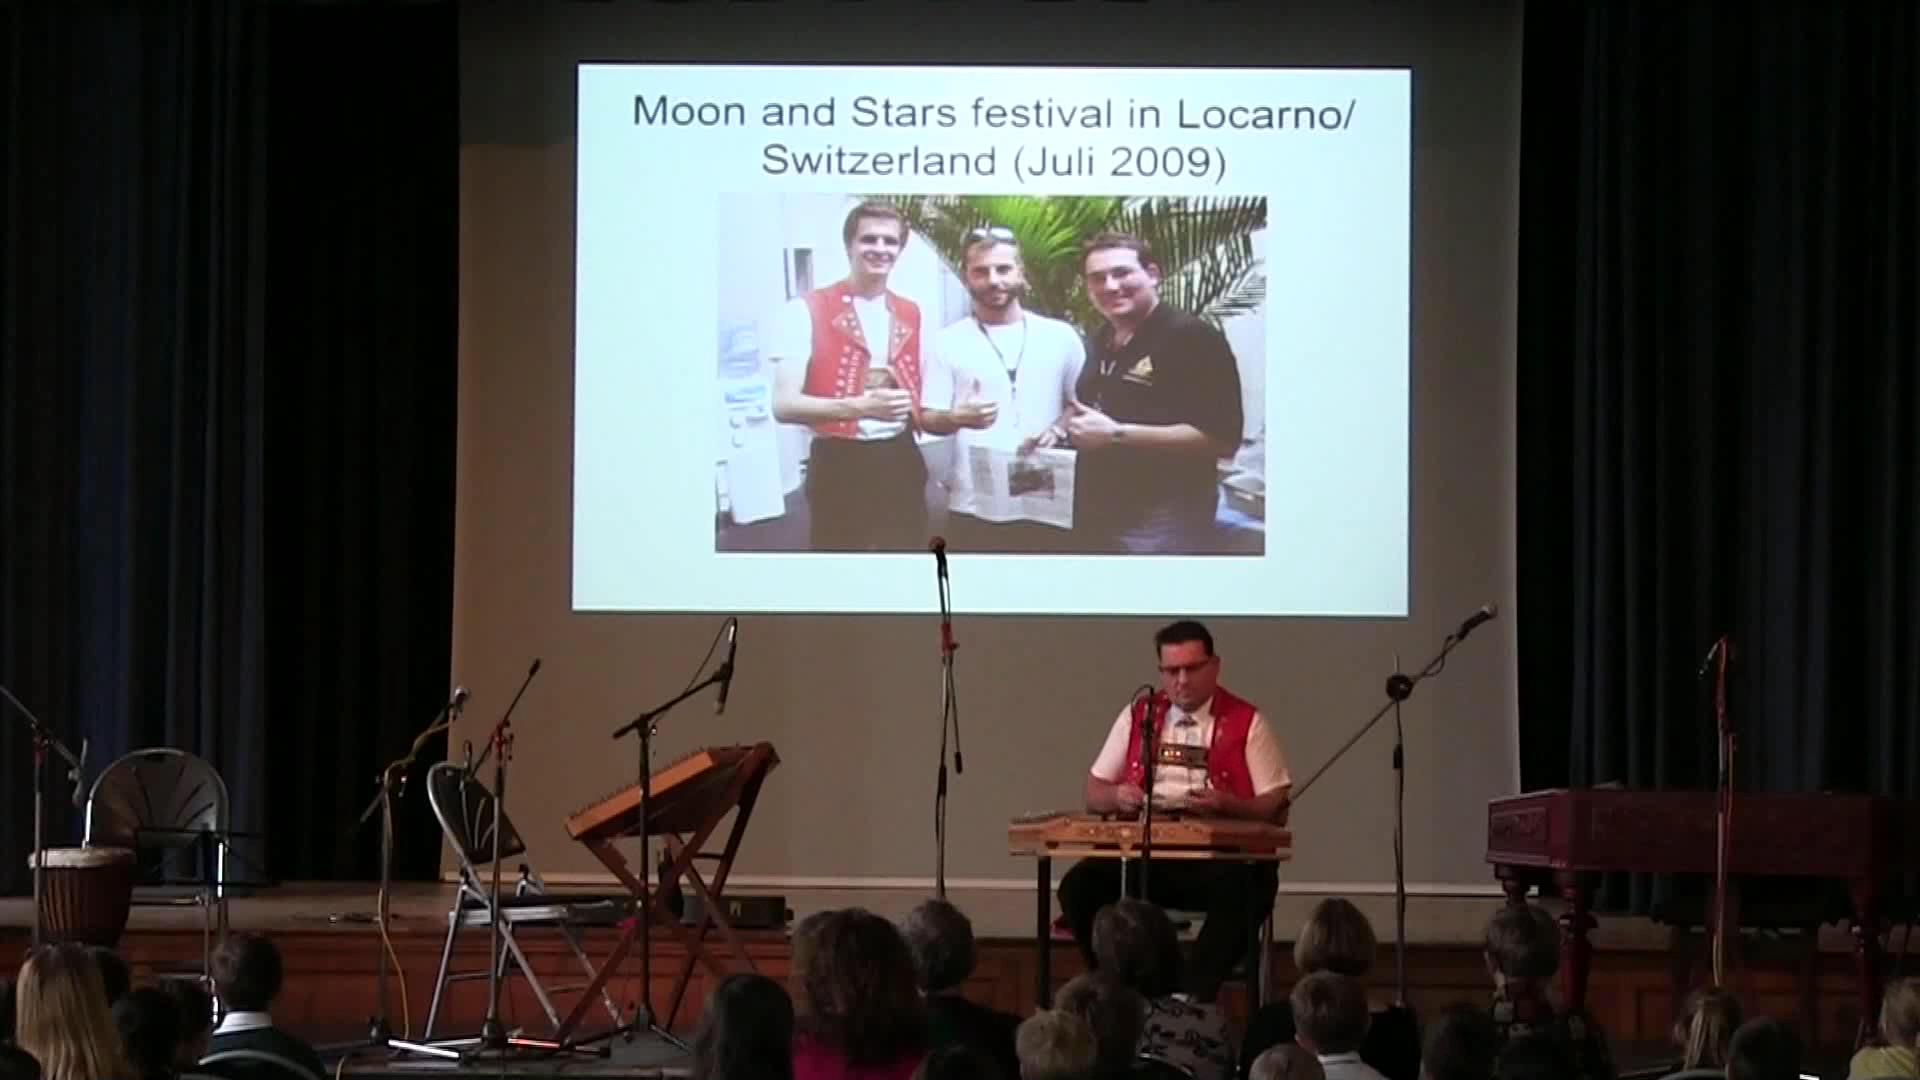 Moon and Stars festival in Locarno/
Switzerland (Juli 2009)